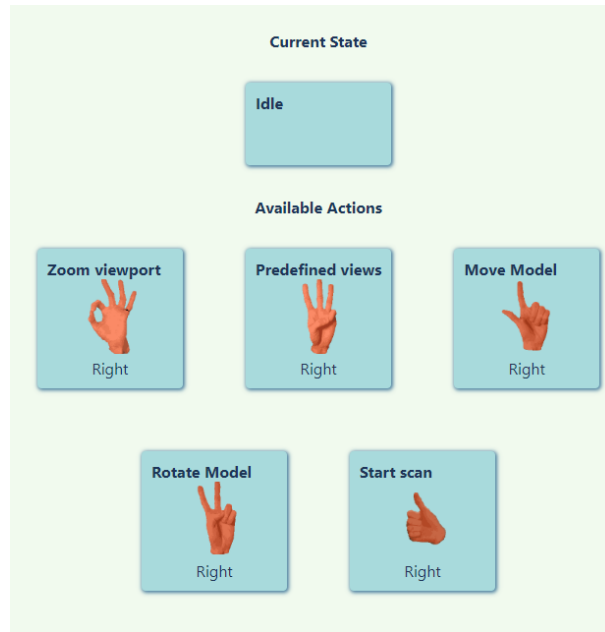 Current State
Idle
Available Actions
Zoom viewport
Right
Predefined views
Right
Move Model
Right
Rotate Model
Right
Start scan
Right